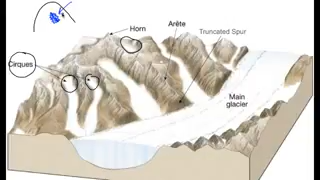 Horn
Arête
Truncated Spur
Cirques
Main
glacier